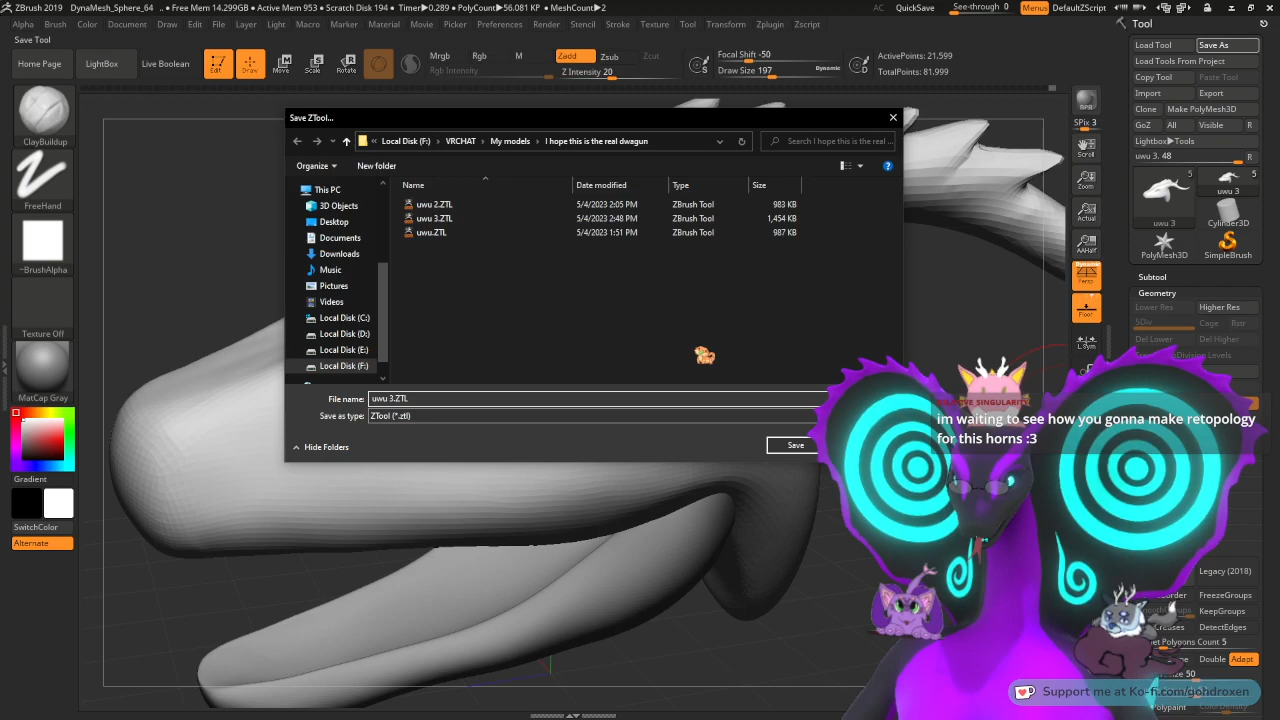 ZBrush 2019 DynaMesh_Sphere_64 .. • Free Mem 14.299GB • Active Mem 953 • Scratch Disk 194 • Timer▶0.289 • PolyCount▶56.081 KP • MeshCount▶2 AC QuickSave See-through 0 Menus DefaultZScript
Alpha Brush Color Document Draw Edit File Layer Light Macro Marker Material Movie Picker Preferences Render Stencil Stroke Texture Tool Transform Zplugin Zscript
Save Tool
Home Page LightBox Live Boolean Edit Draw Move Scale Rotate
Mrgb Rgb M Zadd Zsub Zcut
Rgb Intensity Z Intensity 20
Focal Shift -50
Draw Size 197 Dynamic
ActivePoints: 21.599
TotalPoints: 81.999
ClayBuildup
FreeHand
~BrushAlpha
Texture Off
MatCap Gray
Gradient
SwitchColor
Alternate
Save ZTool...
« Local Disk (F:) › VRCHAT › My models › I hope this is the real dwagun
Search I hope this is the real d...
Organize New folder
Name Date modified Type Size
uwu 2.ZTL 5/4/2023 2:05 PM ZBrush Tool 983 KB
uwu 3.ZTL 5/4/2023 2:48 PM ZBrush Tool 1,454 KB
uwu.ZTL 5/4/2023 1:51 PM ZBrush Tool 987 KB
This PC
3D Objects
Desktop
Documents
Downloads
Music
Pictures
Videos
Local Disk (C:)
Local Disk (D:)
Local Disk (E:)
Local Disk (F:)
File name: uwu 3.ZTL
Save as type: ZTool (*.ztl)
Hide Folders
Save
BPR
SPix 3
Scroll
Zoom
Actual
AAHalf
Dynamic
Persp
Floor
L.Sym
Tool
Load Tool Save As
Load Tools From Project
Copy Tool Paste Tool
Import Export
Clone Make PolyMesh3D
GoZ All Visible R
Lightbox▶Tools
uwu 3. 48 R
5 5
uwu 3
uwu 3 Cylinder3D
PolyMesh3D SimpleBrush
Subtool
Geometry
Lower Res Higher Res
SDiv Cage Rstr
Del Lower Del Higher
SINGULARITY
im waiting to see how you gonna make retopology
for this horns :3
Legacy (2018)
FreezeGroups
KeepGroups
DetectEdges
Polygons Count 5
Double Adapt
50
Polypaint
Support me at Ko-fi.com/gohdroxen